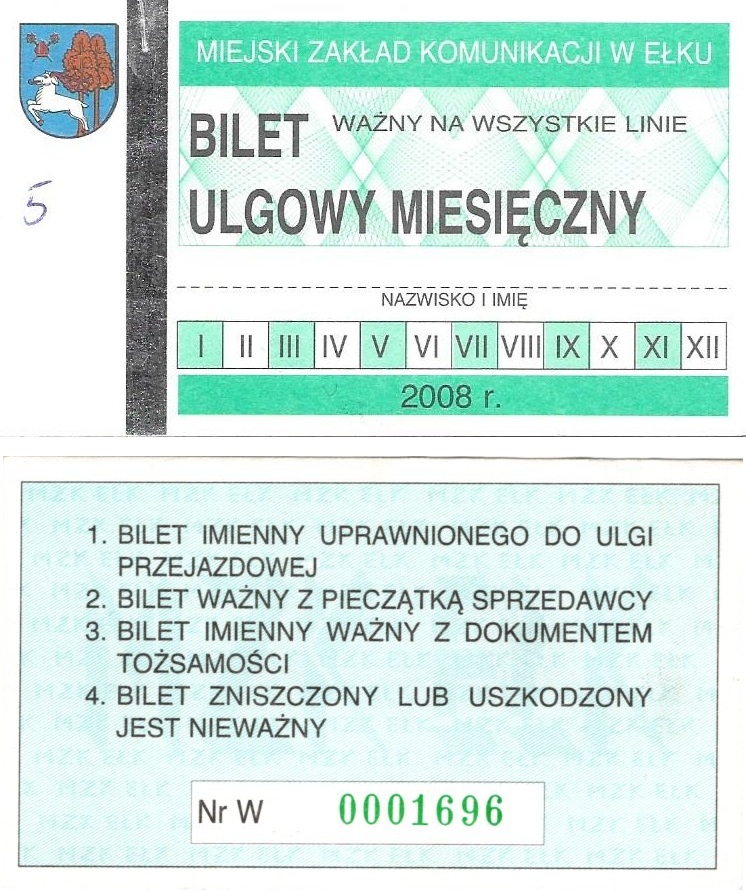 MIEJSKI ZAKŁAD KOMUNIKACJI W EŁKU
BILET WAŻNY NA WSZYSTKIE LINIE
ULGOWY MIESIĘCZNY
5
NAZWISKO I IMIĘ
I II III IV V VI VII VIII IX X XI XII
2008 r.
1. BILET IMIENNY UPRAWNIONEGO DO ULGI
PRZEJAZDOWEJ
2. BILET WAŻNY Z PIECZĄTKĄ SPRZEDAWCY
3. BILET IMIENNY WAŻNY Z DOKUMENTEM
TOŻSAMOŚCI
4. BILET ZNISZCZONY LUB USZKODZONY
JEST NIEWAŻNY
Nr W 0001696